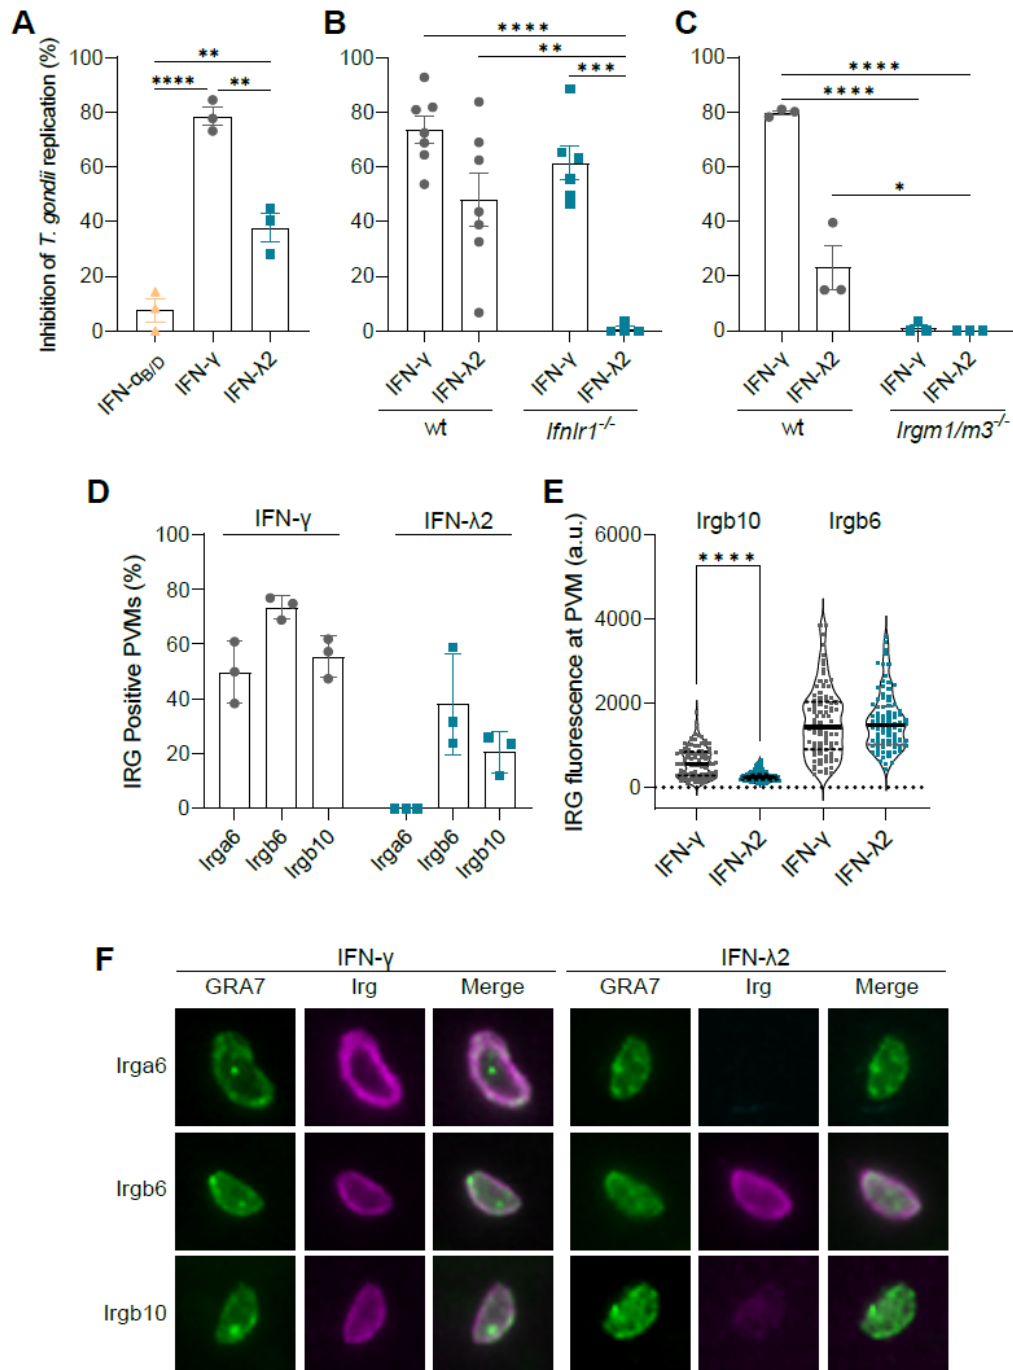 A
B
C
Inhibition of T. gondii replication (%)
100
80
60
40
20
0
**
****
**
IFN-αB/D
IFN-γ
IFN-λ2
100
80
60
40
20
0
****
**
***
IFN-γ
IFN-λ2
IFN-γ
IFN-λ2
wt
Ifnlr1-/-
100
80
60
40
20
0
****
****
*
IFN-γ
IFN-λ2
IFN-γ
IFN-λ2
wt
Irgm1/m3-/-
D
E
IRG Positive PVMs (%)
100
80
60
40
20
0
IFN-γ
IFN-λ2
Irga6
Irgb6
Irgb10
Irga6
Irgb6
Irgb10
IRG fluorescence at PVM (a.u.)
6000
4000
2000
0
Irgb10
Irgb6
****
IFN-γ
IFN-λ2
IFN-γ
IFN-λ2
F
IFN-γ
IFN-λ2
GRA7
Irg
Merge
GRA7
Irg
Merge
Irga6
Irgb6
Irgb10